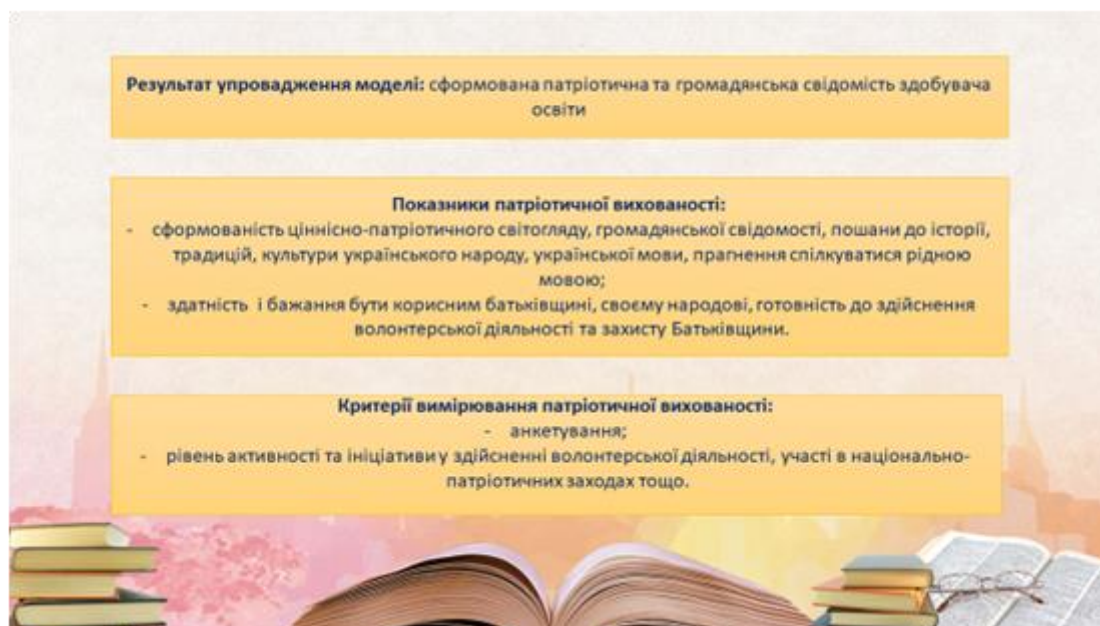 Результат упровадження моделі: сформована патріотична та громадянська свідомість здобувача
освіти
Показники патріотичної вихованості:
- сформованість ціннісно-патріотичного світогляду, громадянської свідомості, пошани до історії,
традицій, культури українського народу, української мови, прагнення спілкуватися рідною
мовою;
- здатність і бажання бути корисним батьківщині, своєму народові, готовність до здійснення
волонтерської діяльності та захисту Батьківщини.
Критерії вимірювання патріотичної вихованості:
- анкетування;
- рівень активності та ініціативи у здійсненні волонтерської діяльності, участі в національно-
патріотичних заходах тощо.